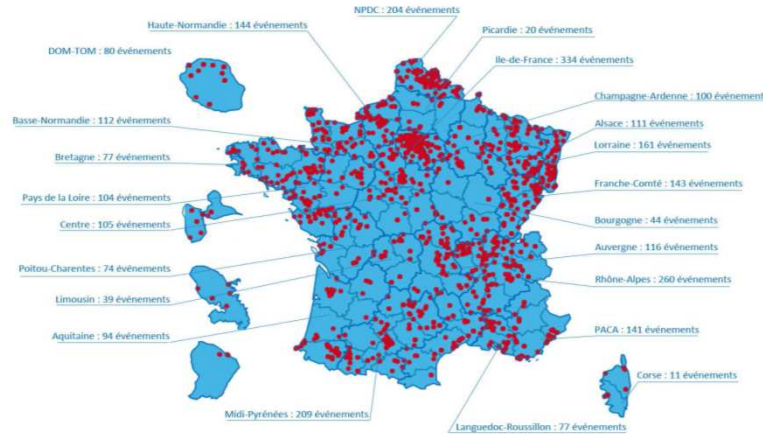 NPDC : 204 événements
Haute-Normandie : 144 événements
Picardie : 20 événements
DOM-TOM : 80 événements
Ile-de-France : 334 événements
Champagne-Ardenne : 100 événements
Basse-Normandie : 112 événements
Alsace : 111 événements
Lorraine : 161 événements
Bretagne : 77 événements
Franche-Comté : 143 événements
Pays de la Loire : 104 événements
Bourgogne : 44 événements
Centre : 105 événements
Auvergne : 116 événements
Poitou-Charentes : 74 événements
Rhône-Alpes : 260 événements
Limousin : 39 événements
PACA : 141 événements
Aquitaine : 94 événements
Corse : 11 événements
Midi-Pyrénées : 209 événements
Languedoc-Roussillon : 77 événements